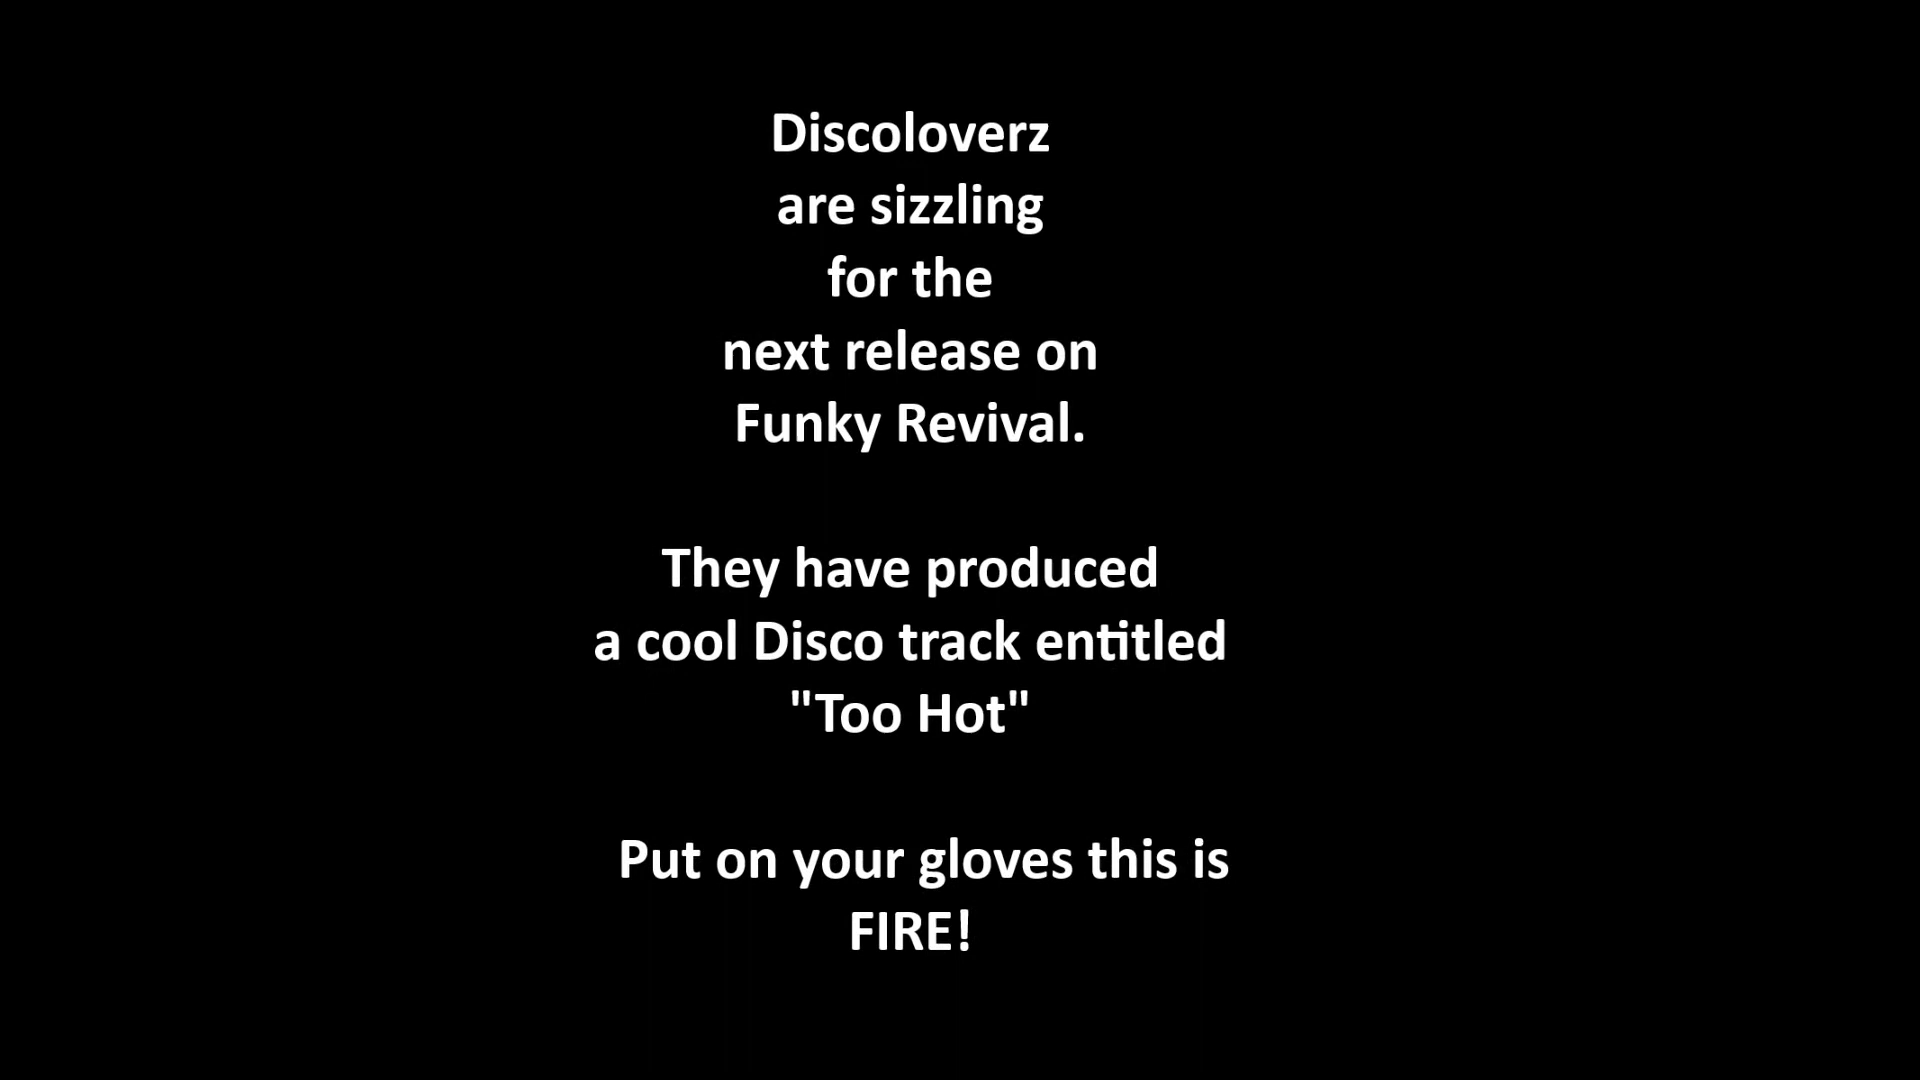 Discoloverz
are sizzling
for the
next release on
Funky Revival.
They have produced
a cool Disco track entitled
"Too Hot"
Put on your gloves this is
FIRE!